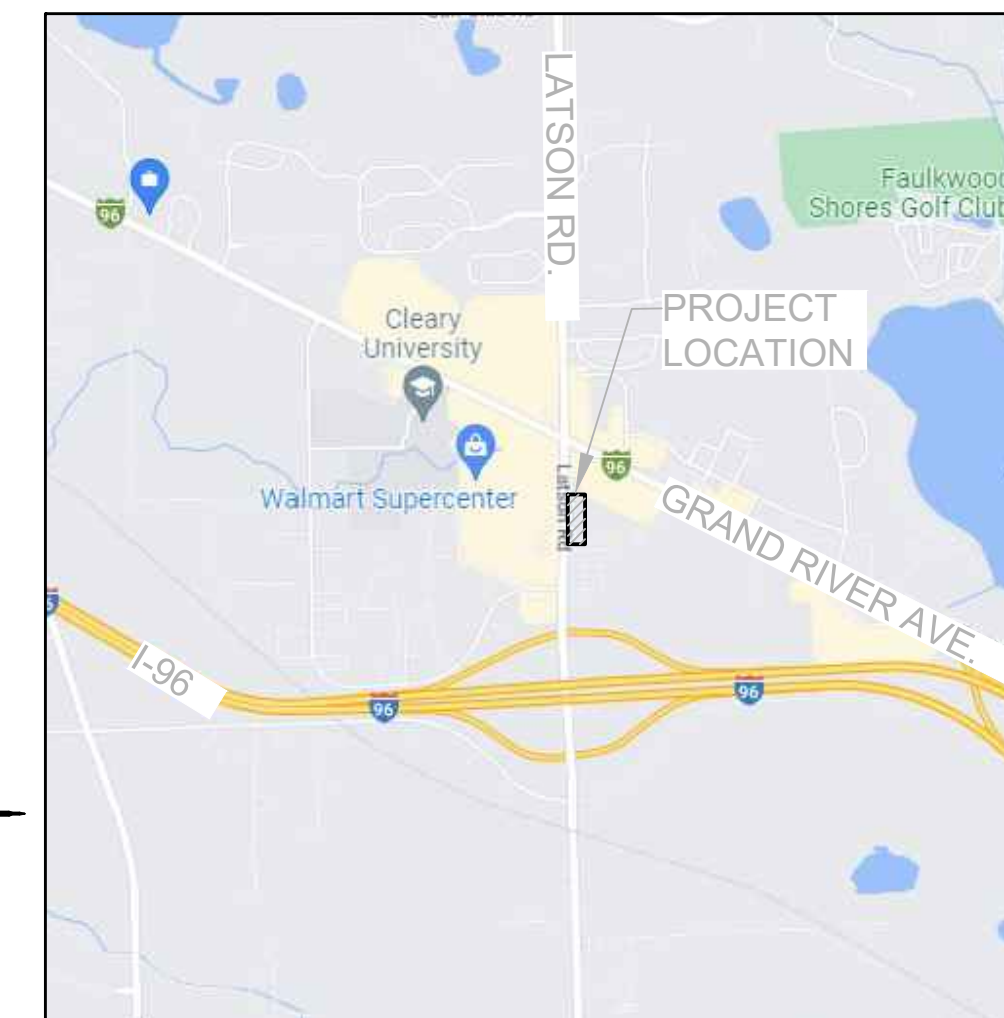 LATSON RD.
Faulkwood
Shores Golf Club
96
PROJECT
LOCATION
Cleary
University
96
Walmart Supercenter
Latson Rd
GRAND RIVER AVE.
I-96
96
96